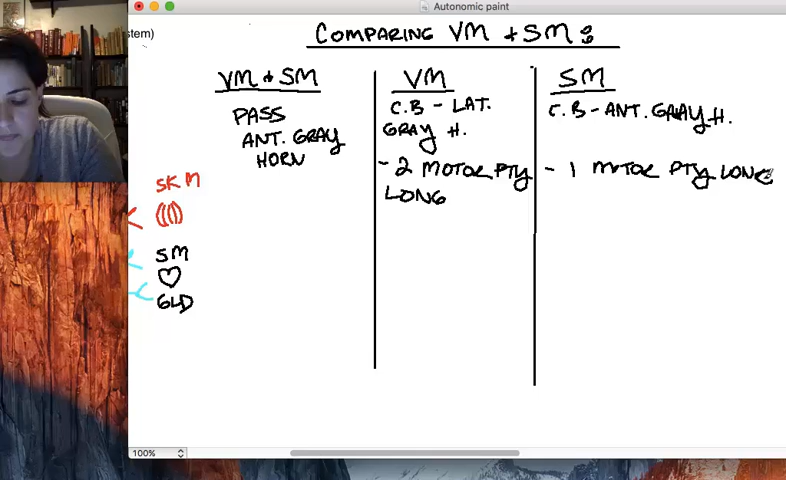 Autonomic paint
stem)
COMPARING VM + SM:
VM + SM
PASS
ANT. GRAY
HORN
VM
C.B - LAT.
GRAY H.
- 2 MOTOR PTY
LONG
SM
C.B - ANT. GRAY H.
- 1 MOTOR PTY LONG
SKM
SM
GLD
100%